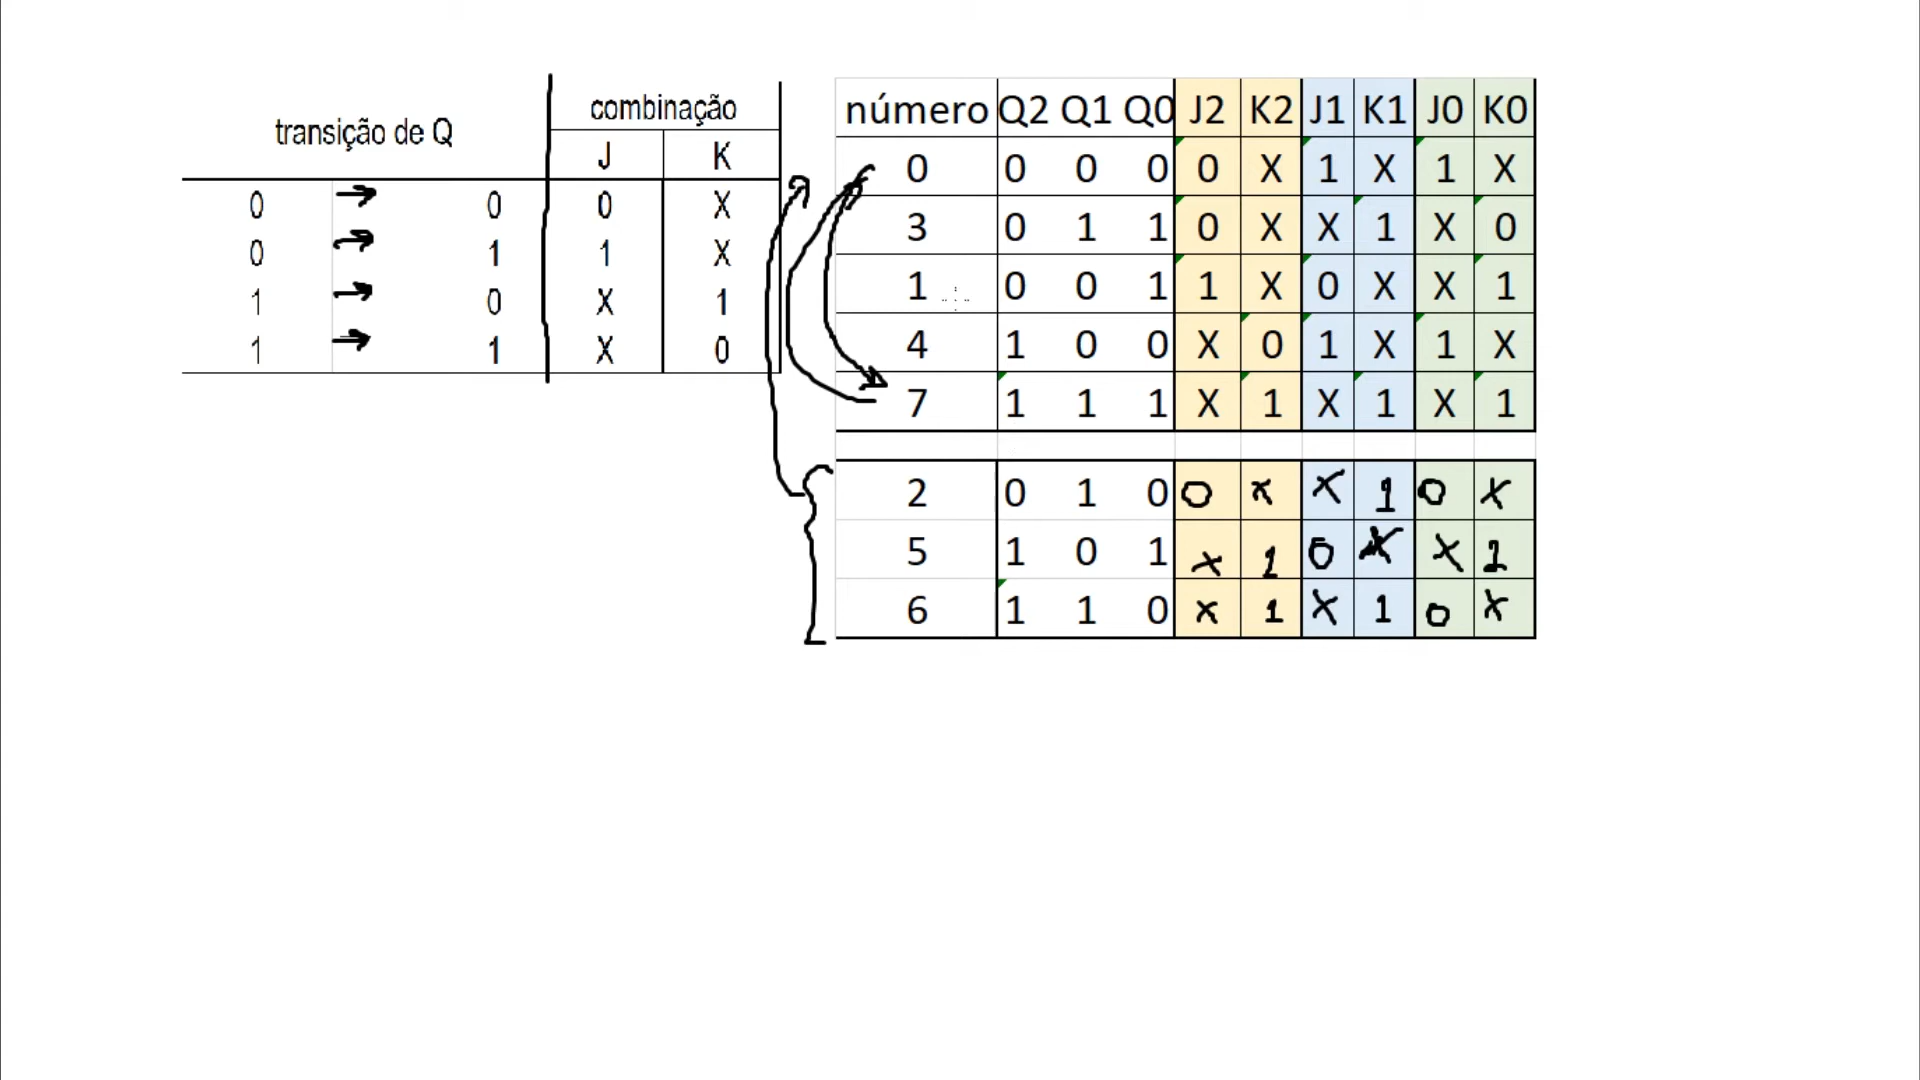 transição de Q combinação
J K
0 → 0 0 X
0 → 1 1 X
1 → 0 X 1
1 → 1 X 0
número Q2 Q1 Q0 J2 K2 J1 K1 J0 K0
0 0 0 0 0 X 1 X 1 X
3 0 1 1 0 X X 1 X 0
1 0 0 1 1 X 0 X X 1
4 1 0 0 X 0 1 X 1 X
7 1 1 1 X 1 X 1 X 1
2 0 1 0 0 x x 1 0 x
5 1 0 1 x 1 0 x x 1
6 1 1 0 x 1 x 1 0 x